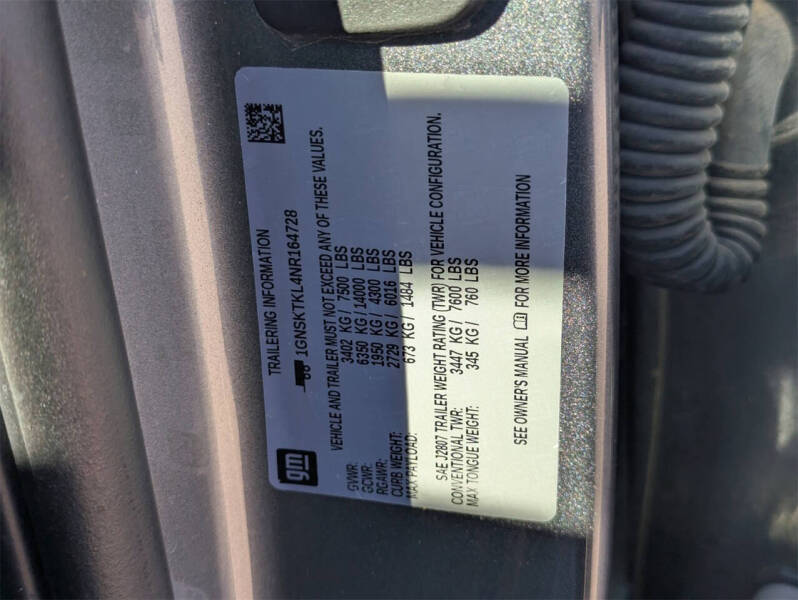 gm
TRAILERING INFORMATION
1GNSKTKL4NR164728
VEHICLE AND TRAILER MUST NOT EXCEED ANY OF THESE VALUES.
GVWR: 3402 KG / 7500 LBS
GCWR: 6350 KG / 14000 LBS
RGAWR: 1950 KG / 4300 LBS
CURB WEIGHT: 2729 KG / 6016 LBS
MAX PAYLOAD: 673 KG / 1484 LBS
SAE J2807 TRAILER WEIGHT RATING (TWR) FOR VEHICLE CONFIGURATION.
CONVENTIONAL TWR: 3447 KG / 7600 LBS
MAX TONGUE WEIGHT: 345 KG / 760 LBS
SEE OWNER'S MANUAL FOR MORE INFORMATION